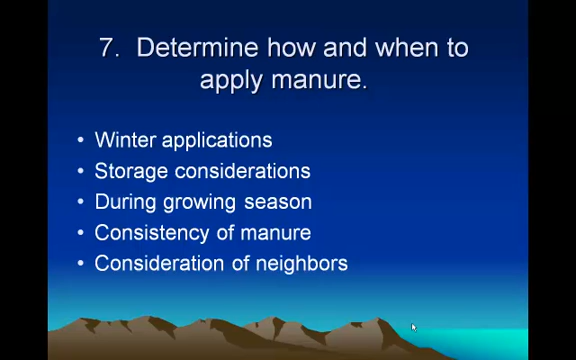 7. Determine how and when to
apply manure.
• Winter applications
• Storage considerations
• During growing season
• Consistency of manure
• Consideration of neighbors